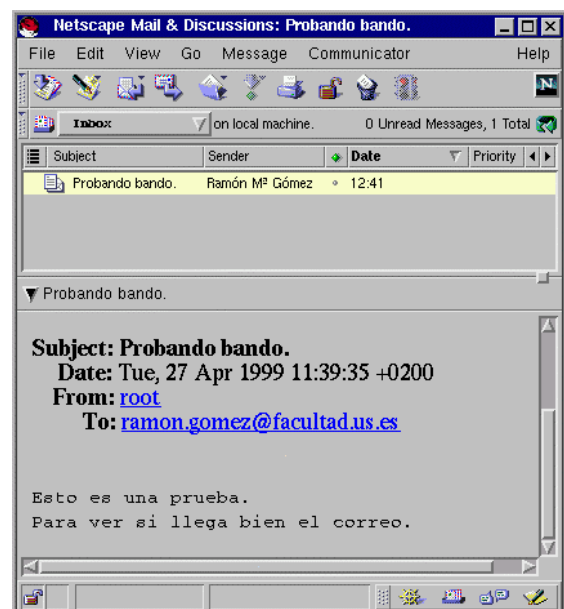 Netscape Mail & Discussions: Probando bando.
File Edit View Go Message Communicator Help
N
Inbox on local machine. 0 Unread Messages, 1 Total
Subject Sender Date Priority
Probando bando. Ramón Mª Gómez 12:41
Probando bando.
Subject: Probando bando.
Date: Tue, 27 Apr 1999 11:39:35 +0200
From: root
To: ramon.gomez@facultad.us.es
Esto es una prueba.
Para ver si llega bien el correo.